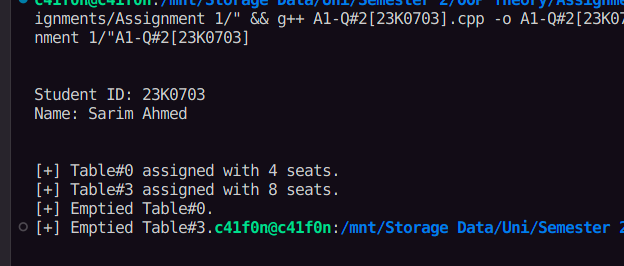 c41f0n@c41f0n:/mnt/Storage Data/Uni/Semester 2/OOP Theory/Assignme
ignments/Assignment 1/" && g++ A1-Q#2[23K0703].cpp -o A1-Q#2[23K07
nment 1/"A1-Q#2[23K0703]
Student ID: 23K0703
Name: Sarim Ahmed
[+] Table#0 assigned with 4 seats.
[+] Table#3 assigned with 8 seats.
[+] Emptied Table#0.
[+] Emptied Table#3.c41f0n@c41f0n:/mnt/Storage Data/Uni/Semester 2